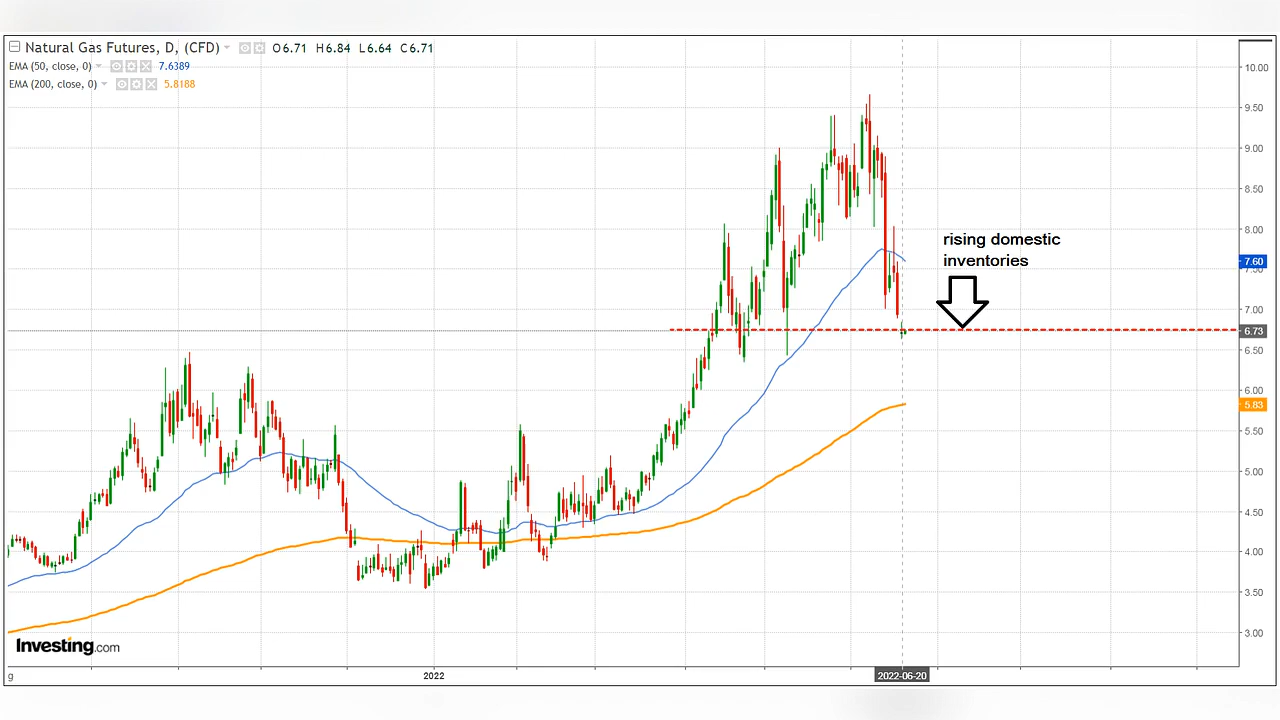 Natural Gas Futures, D, (CFD) O6.71 H6.84 L6.64 C6.71
EMA (50, close, 0) 7.6389
EMA (200, close, 0) 5.8188
10.00
9.50
9.00
8.50
8.00
rising domestic
inventories
7.60
7.50
7.00
6.73
6.50
6.00
5.83
5.50
5.00
4.50
4.00
3.50
3.00
Investing.com
g
2022
2022-06-20